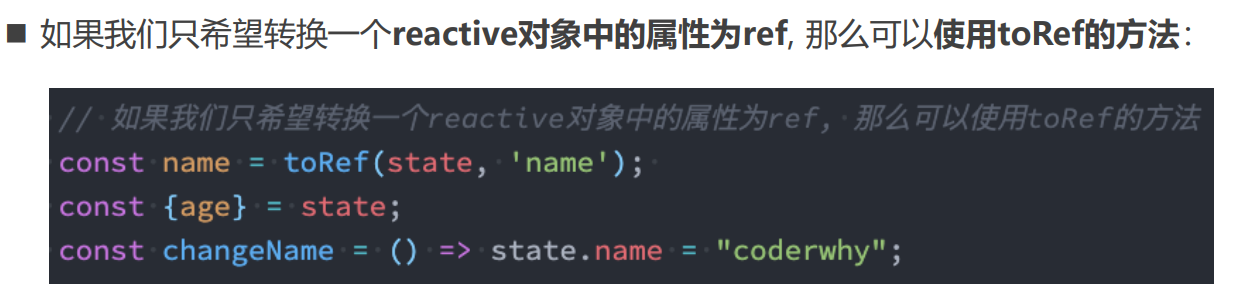 ■ 如果我们只希望转换一个reactive对象中的属性为ref, 那么可以使用toRef的方法：
// 如果我们只希望转换一个reactive对象中的属性为ref, 那么可以使用toRef的方法
const name = toRef(state, 'name');
const {age} = state;
const changeName = () => state.name = "coderwhy";